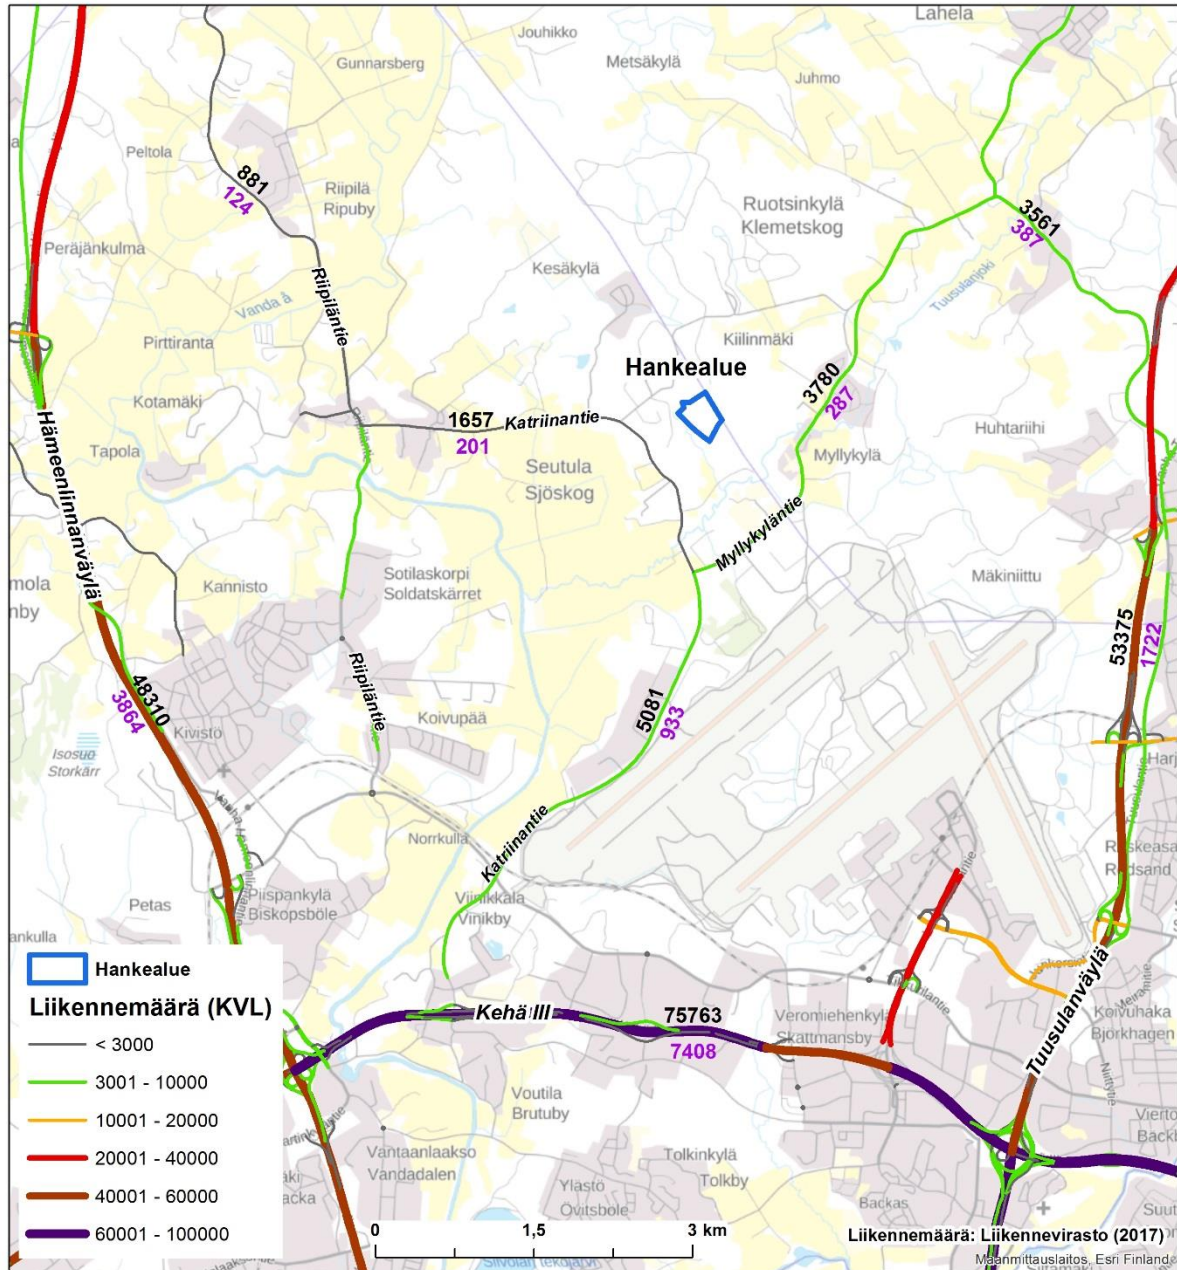 Lahela
Jouhikko
Metsäkylä
Gunnarsberg
Juhmo
Peltola
881
124
Riipilä
Ripuby
Ruotsinkylä
Klemetskog
3561
387
Peräjänkulma
Kesäkylä
Tuusulanjoki
Vanda å
Riipiläntie
Pirttiranta
Kiilinmäki
Hankealue
3780
287
Kotamäki
1657
Katriinantie
201
Huhtariihi
Tapola
Seutula
Sjöskog
Myllykylä
Hämeenlinnanväylä
Myllykyläntie
Sotilaskorpi
Soldatskärret
Kannisto
Mäkiniittu
53375
1722
Riipiläntie
48310
3864
Koivupää
5081
933
Kivistö
Isosuo
Storkärr
Harj
Norrkulla
Katriinantie
Tuusulantie
Petas
Piispankylä
Biskopsböle
Viinikkala
Vinikby
ankulla
Hankealue
Liikennemäärä (KVL)
< 3000
3001 - 10000
10001 - 20000
20001 - 40000
40001 - 60000
60001 - 100000
Kehä III
75763
7408
Veromiehenkylä
Skattmansby
Tuusulanväylä
Koivuhaka
Björkhagen
Niittytie
Voutila
Brutuby
Vierto
Vantaanlaakso
Vandadalen
Tolkinkylä
Tolkby
Ylästö
Övitsbole
Backas
0
1,5
3 km
Liikennemäärä: Liikennevirasto (2017)
Maanmittauslaitos, Esri Finland